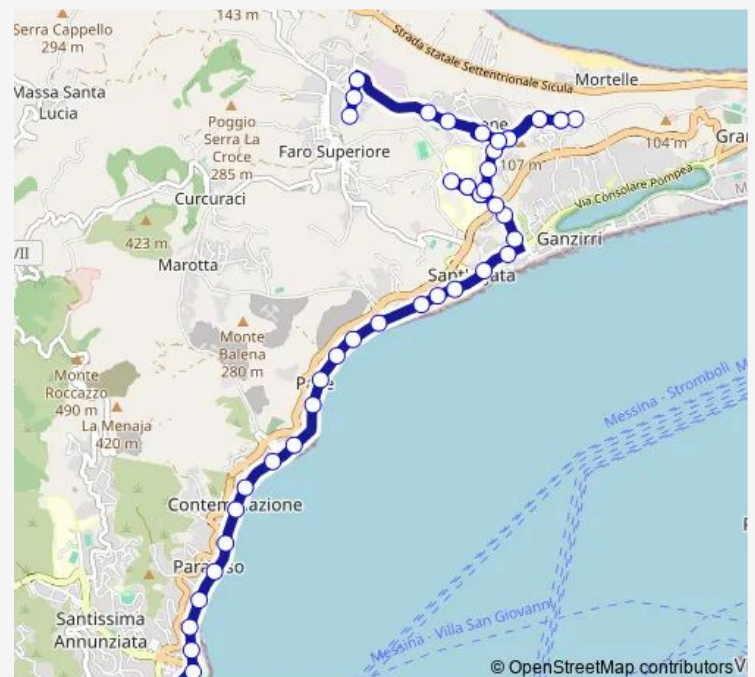 143 m
Serra Cappello
294 m
Strada statale Settentrionale Sicula
Mortelle
Massa Santa
Lucia
Poggio
Serra La
Croce
285 m
Faro Superiore
107 m
104 m
Curcuraci
Via Consolare Pompea
423 m
Ganzirri
Marotta
Monte
Balena
280 m
Monte
Roccazzo
490 m
La Menaja
420 m
Messina - Stromboli
Santissima
Annunziata
Messina - Villa San Giovanni
© OpenStreetMap contributors